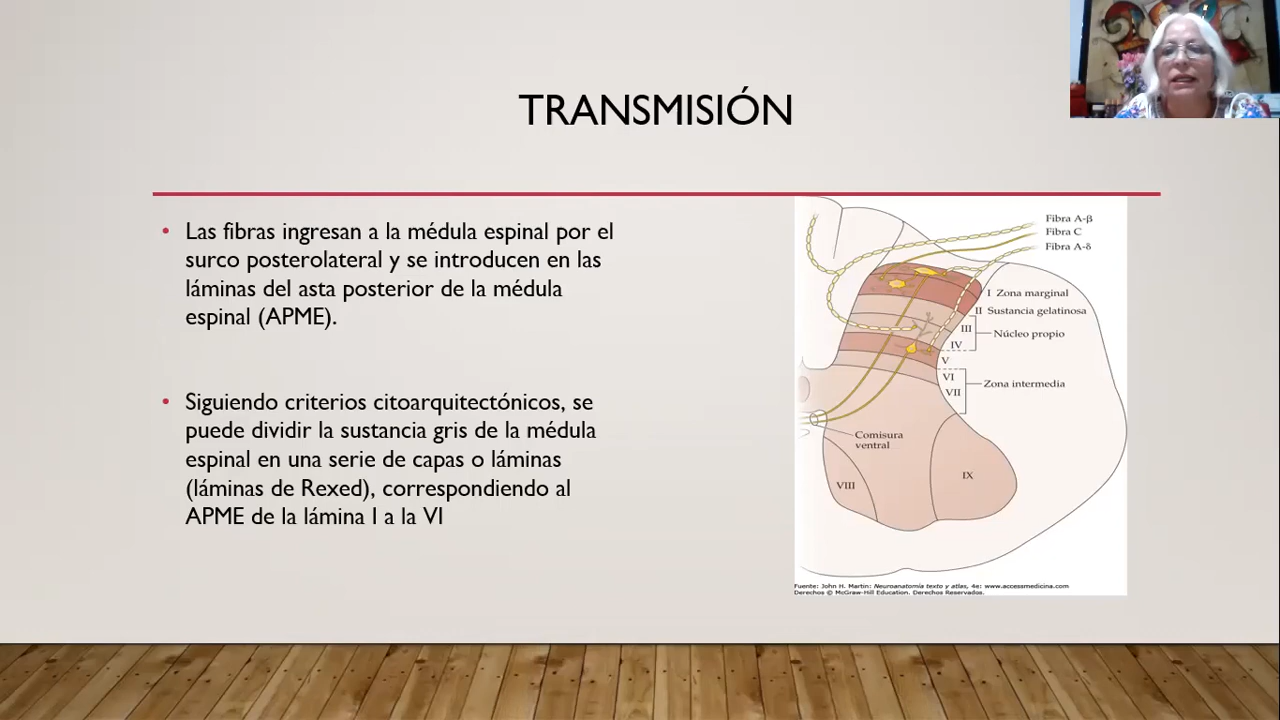 TRANSMISIÓN
• Las fibras ingresan a la médula espinal por el
surco posterolateral y se introducen en las
láminas del asta posterior de la médula
espinal (APME).
• Siguiendo criterios citoarquitectónicos, se
puede dividir la sustancia gris de la médula
espinal en una serie de capas o láminas
(láminas de Rexed), correspondiendo al
APME de la lámina I a la VI
Fibra A-β
Fibra C
Fibra A-δ
I Zona marginal
II Sustancia gelatinosa
III
Núcleo propio
IV
V
VI
Zona intermedia
VII
Comisura
ventral
VIII
IX
Fuente: John H. Martin: Neuroanatomía texto y atlas, 4e: www.accessmedicina.com
Derechos © McGraw-Hill Education. Derechos Reservados.